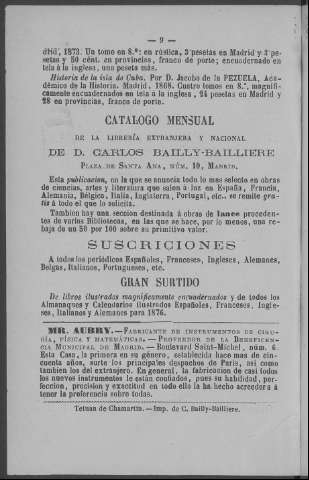 — 9 —
drid, 1873. Un tomo en 8.º: en rústica, 3 pesetas en Madrid y 3 pe-
setas y 50 cént. en provincias, franco de porte; encuadernado en
tela á la inglesa, una peseta más.
Historia de la isla de Cuba. Por D. Jacobo de la PEZUELA, Aca-
démico de la Historia. Madrid, 1868. Cuatro tomos en 8.º, magnífi-
camente encuadernados en tela á la inglesa, 24 pesetas en Madrid y
28 en provincias, franco de porte.
CATALOGO MENSUAL
DE LA LIBRERÍA EXTRANJERA Y NACIONAL
DE D. CARLOS BAILLY-BAILLIERE
PLAZA DE SANTA ANA, NÚM. 10, MADRID.
Esta publicacion, en la que se anuncia todo lo mas selecto en obras
de ciencias, artes y literatura que salen á luz en España, Francia,
Alemania, Bélgica, Italia, Inglaterra, Portugal, etc., se remite gra-
tis á todo el que lo solicita.
Tambien hay una seccion destinada á obras de lance proceden-
tes de varias Bibliotecas, en las que se hace, por lo menos, una re-
baja de un 50 por 100 sobre su primitivo valor.
SUSCRICIONES
A todos los periódicos Españoles, Franceses, Ingleses, Alemanes,
Belgas, Italianos, Portugueses, etc.
GRAN SURTIDO
De libros ilustrados magníficamente encuadernados y de todos los
Almanaques y Calendarios ilustrados Españoles, Franceses, Ingle-
ses, Italianos y Alemanes para 1876.
MR. AUBRY.—FABRICANTE DE INSTRUMENTOS DE CIRU-
GÍA, FÍSICA Y MATEMÁTICAS.—PROVEEDOR DE LA BENEFICEN-
CIA MUNICIPAL DE MADRID.—Boulevard Saint-Michel, núm. 6.
Esta Casa, la primera en su género, establecida hace mas de cin-
cuenta años, surte los principales despachos de Paris, así como
tambien los del extranjero. En general, la fabricacion de casi todos
los nuevos instrumentos le están confiados, pues su habilidad, per-
feccion, precision y exactitud en todo ello la ha hecho acreedera á
tener la preferencia sobre todas.
Tetuan de Chamartin.—Imp. de C. Bailly-Bailliere.